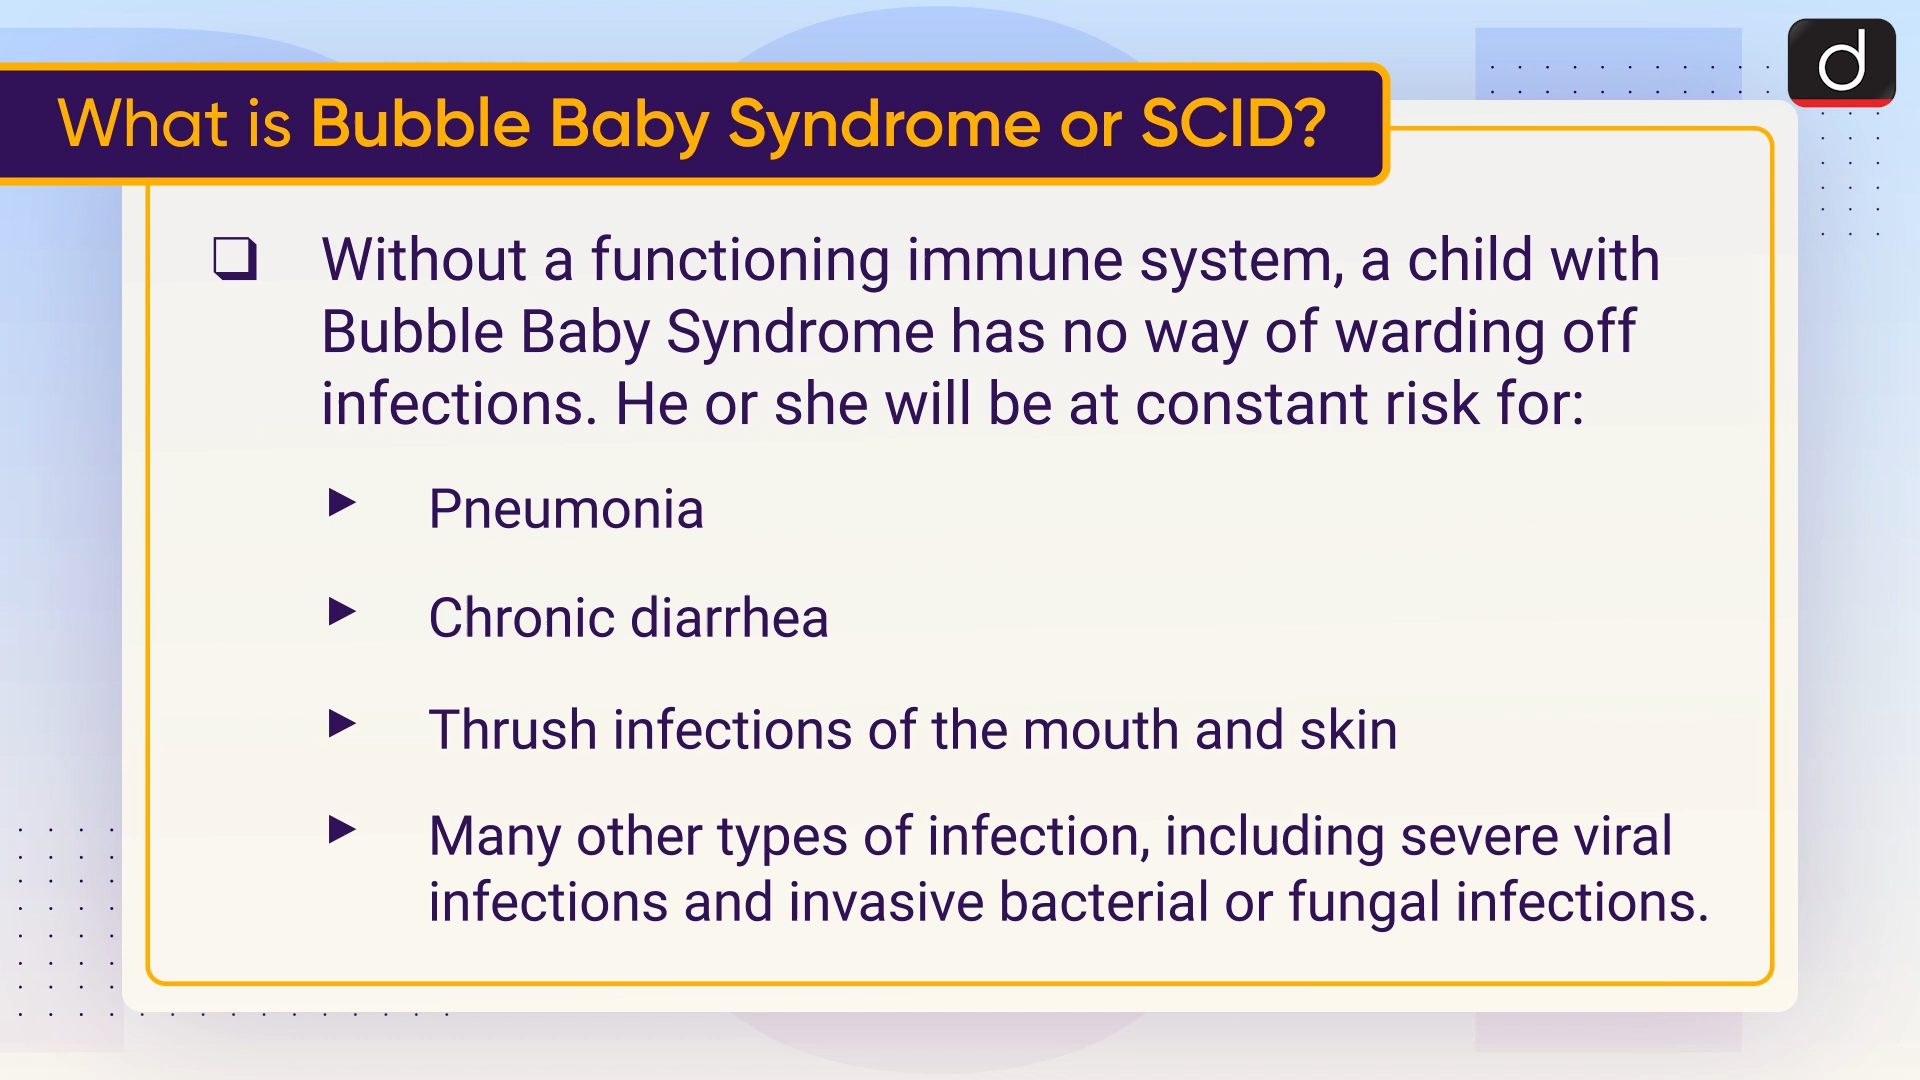 What is Bubble Baby Syndrome or SCID?
d
❑ Without a functioning immune system, a child with
Bubble Baby Syndrome has no way of warding off
infections. He or she will be at constant risk for:
► Pneumonia
► Chronic diarrhea
► Thrush infections of the mouth and skin
► Many other types of infection, including severe viral
infections and invasive bacterial or fungal infections.